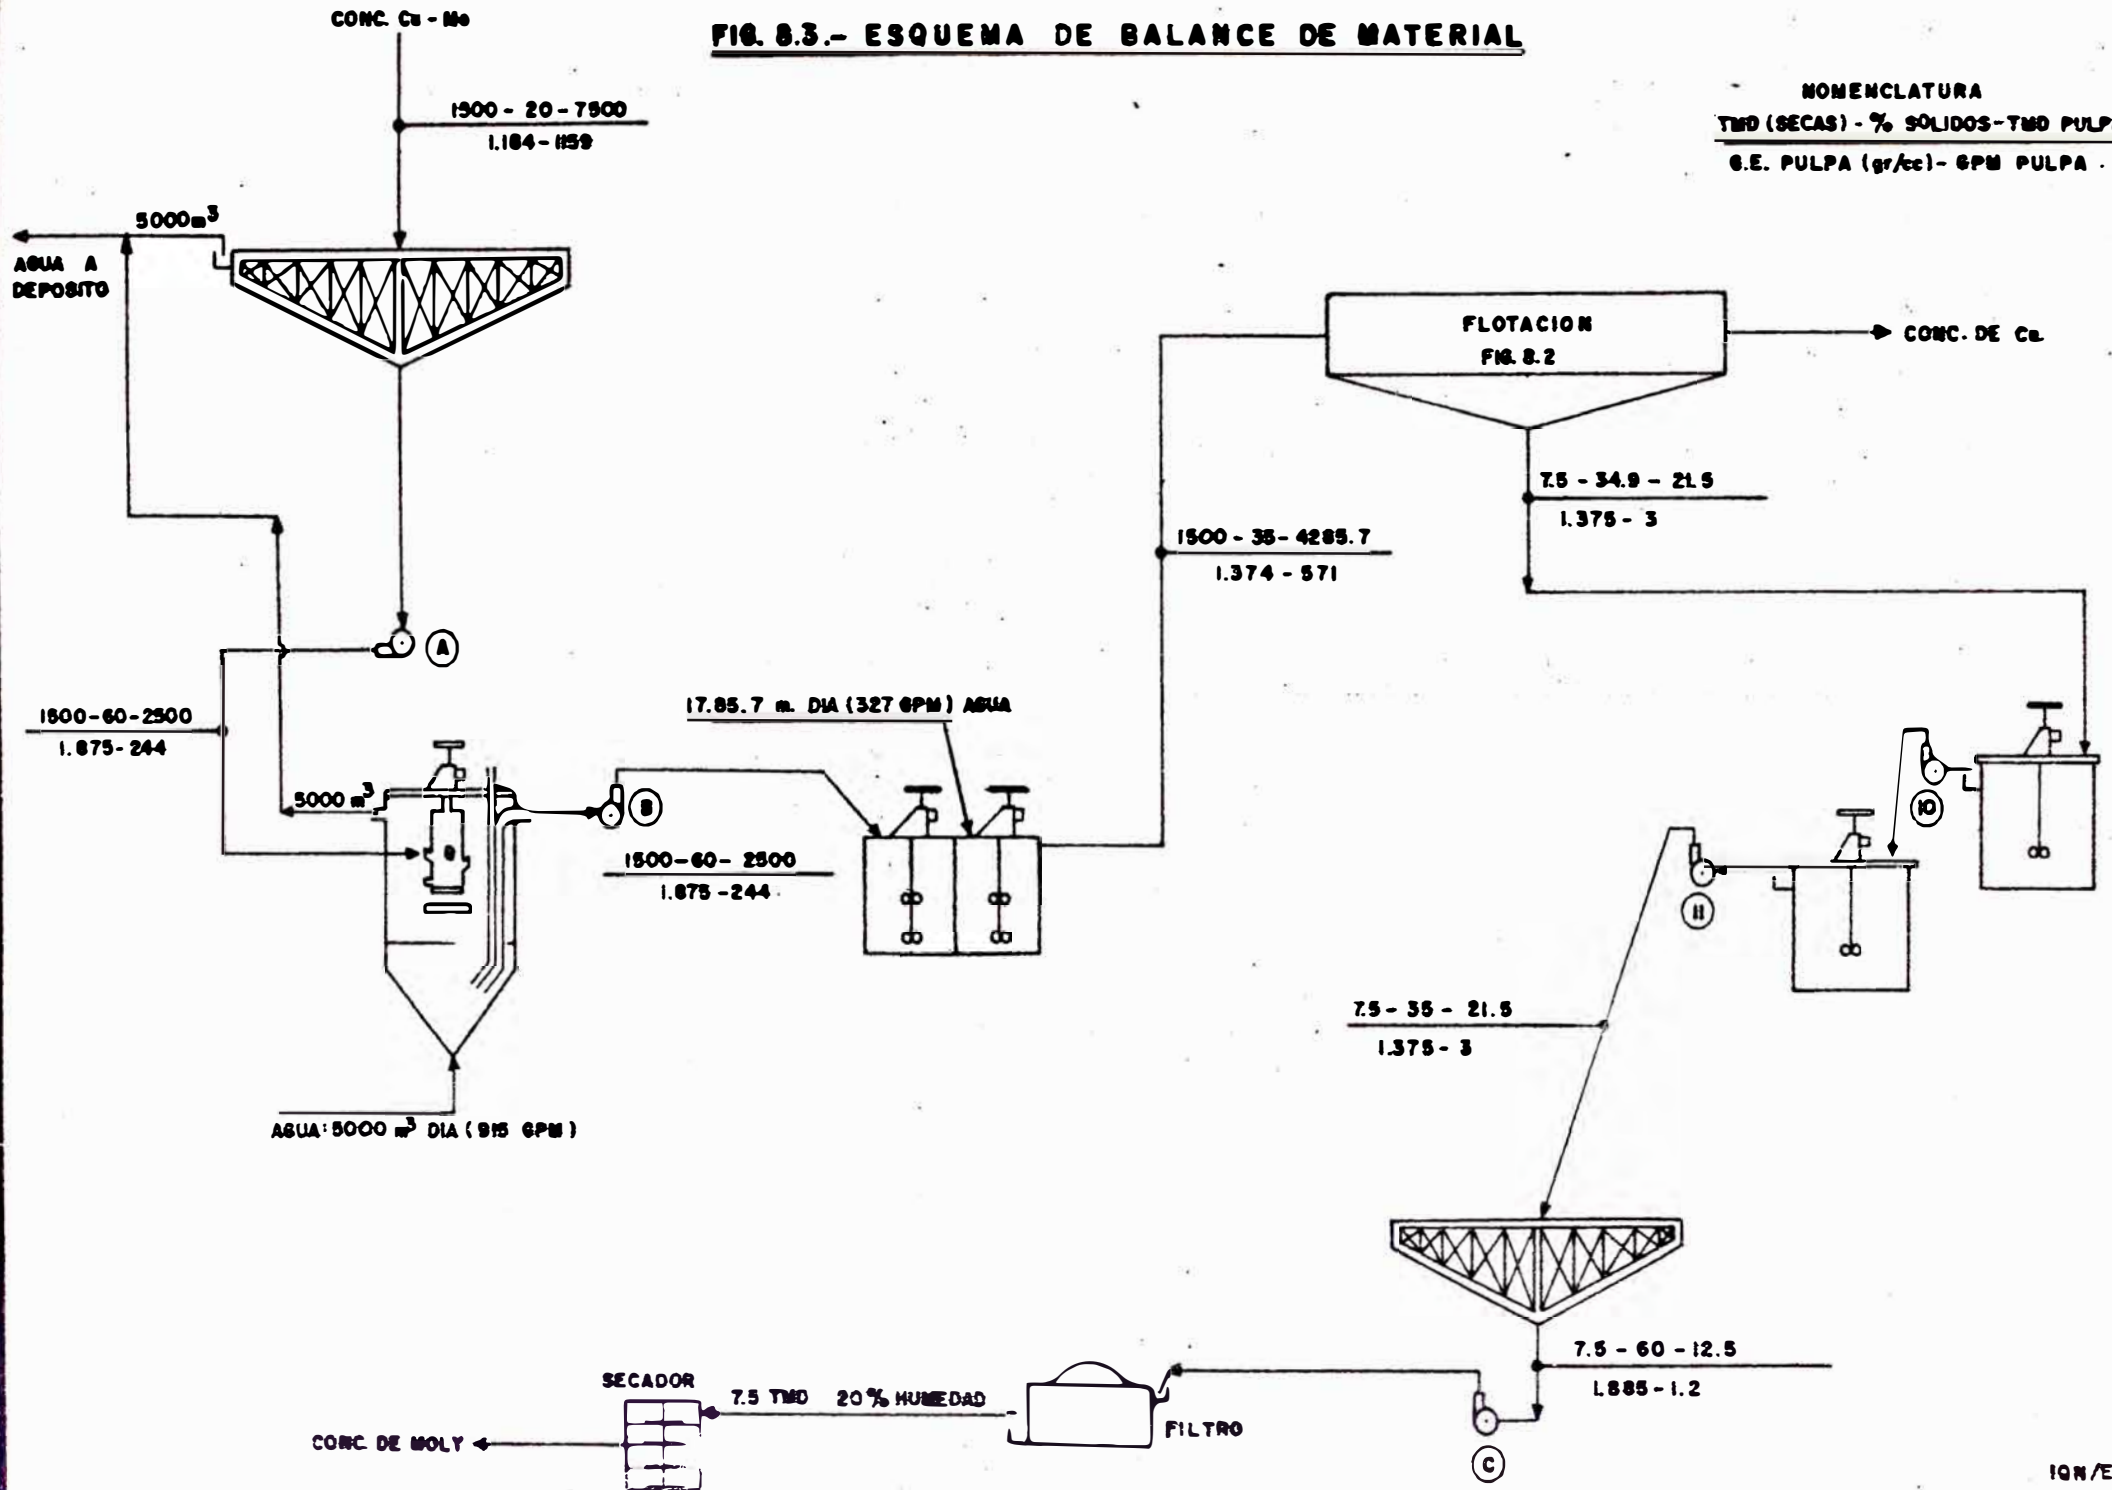 CONC. Cu - Mo
FIG. 8.3.- ESQUEMA DE BALANCE DE MATERIAL
NOMENCLATURA
TMD (SECAS) - % SOLIDOS - TMD PULP
G.E. PULPA (gr/cc) - GPM PULPA
1500 - 20 - 7500
1.184 - 1159
5000 m³
AGUA A
DEPOSITO
FLOTACION
FIG. 8.2
CONC. DE Cu
7.5 - 34.9 - 21.5
1.375 - 3
1500 - 35 - 4285.7
1.374 - 571
A
1500-60-2500
1.875-244
17.85.7 m. DIA (327 GPM) AGUA
5000 m³
B
1500-60-2500
1.875-244
10
11
7.5 - 35 - 21.5
1.375 - 3
AGUA: 5000 m³ DIA (915 GPM)
7.5 - 60 - 12.5
1.885 - 1.2
SECADOR
7.5 TMD 20% HUMEDAD
FILTRO
CONC. DE MOLY
C